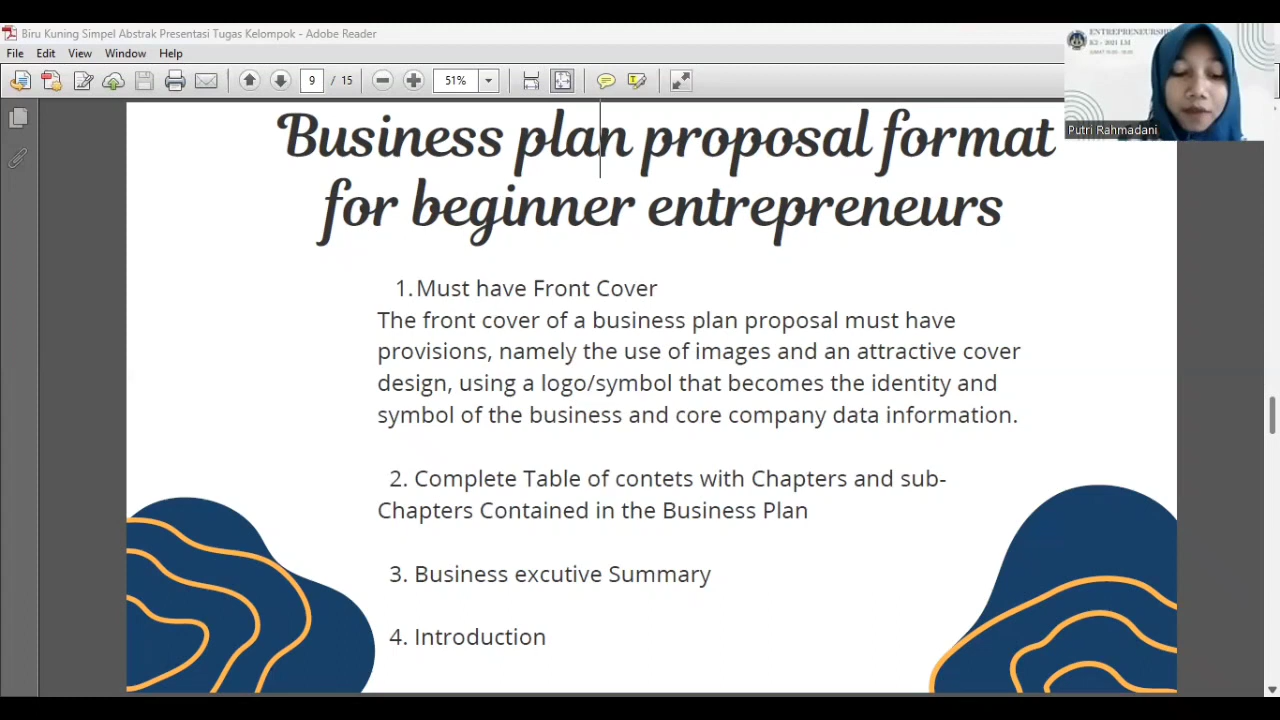 Biru Kuning Simpel Abstrak Presentasi Tugas Kelompok - Adobe Reader
File Edit View Window Help
9 / 15 51%
ENTREPRENEURSHIP
K2 - 2021 LM
Putri Rahmadani
Business plan proposal format
for beginner entrepreneurs
1. Must have Front Cover
The front cover of a business plan proposal must have
provisions, namely the use of images and an attractive cover
design, using a logo/symbol that becomes the identity and
symbol of the business and core company data information.
2. Complete Table of contets with Chapters and sub-
Chapters Contained in the Business Plan
3. Business excutive Summary
4. Introduction